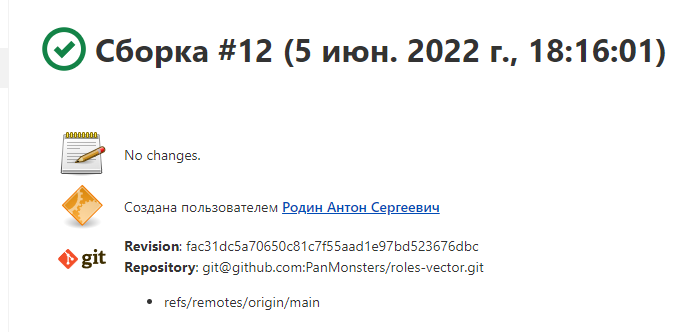 Сборка #12 (5 июн. 2022 г., 18:16:01)
No changes.
Создана пользователем Родин Антон Сергеевич
git
Revision: fac31dc5a70650c81c7f55aad1e97bd523676dbc
Repository: git@github.com:PanMonsters/roles-vector.git
refs/remotes/origin/main